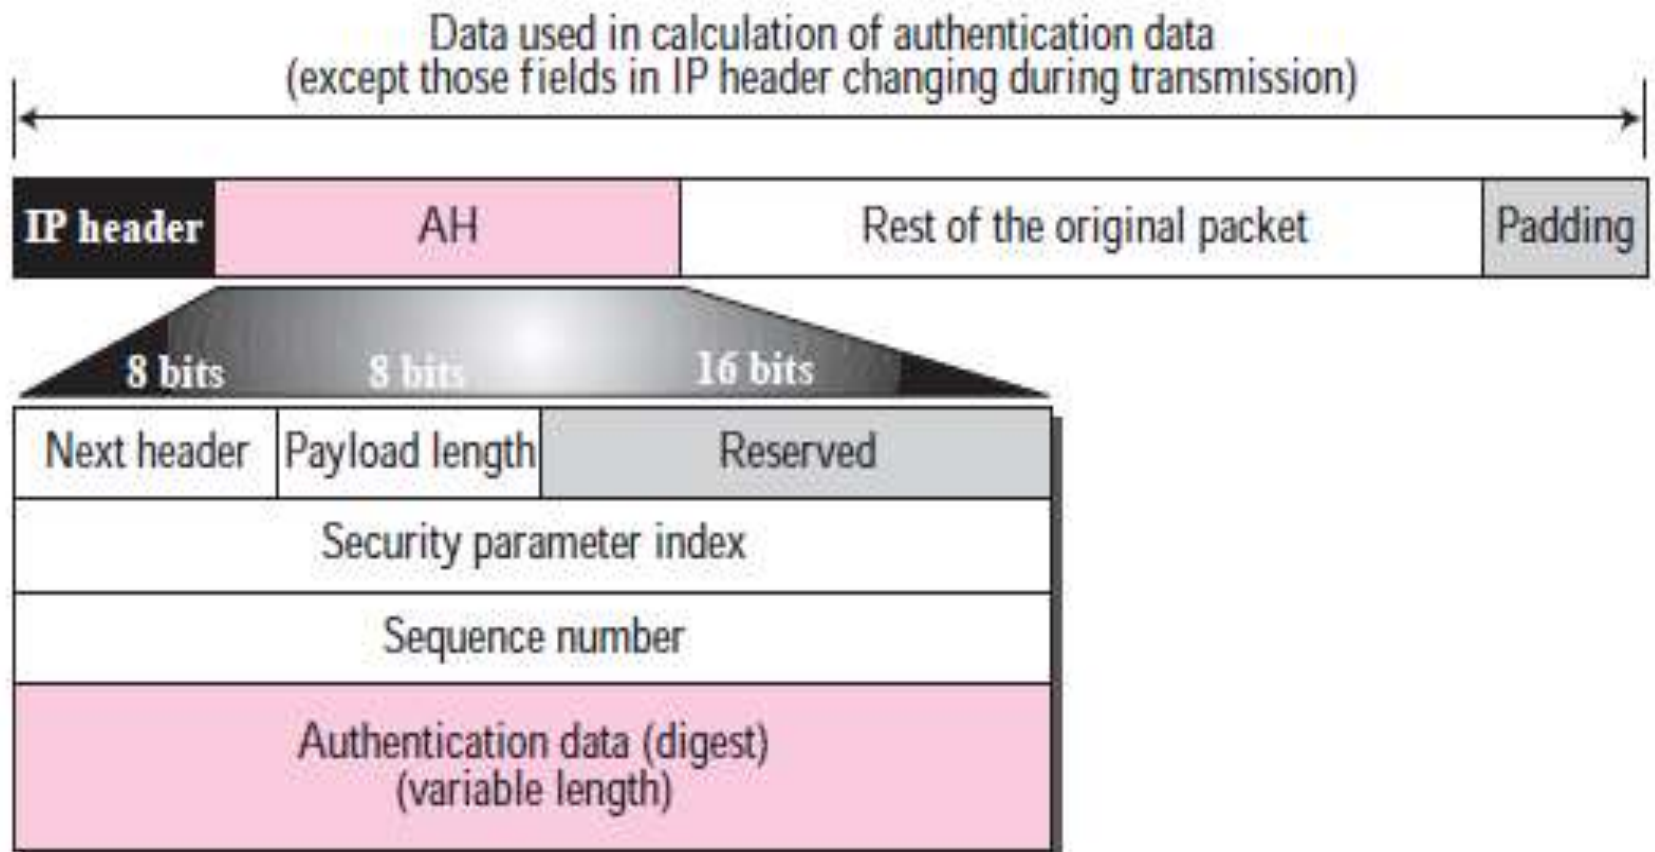 Data used in calculation of authentication data
(except those fields in IP header changing during transmission)
IP header AH Rest of the original packet Padding
8 bits 8 bits 16 bits
Next header Payload length Reserved
Security parameter index
Sequence number
Authentication data (digest)
(variable length)